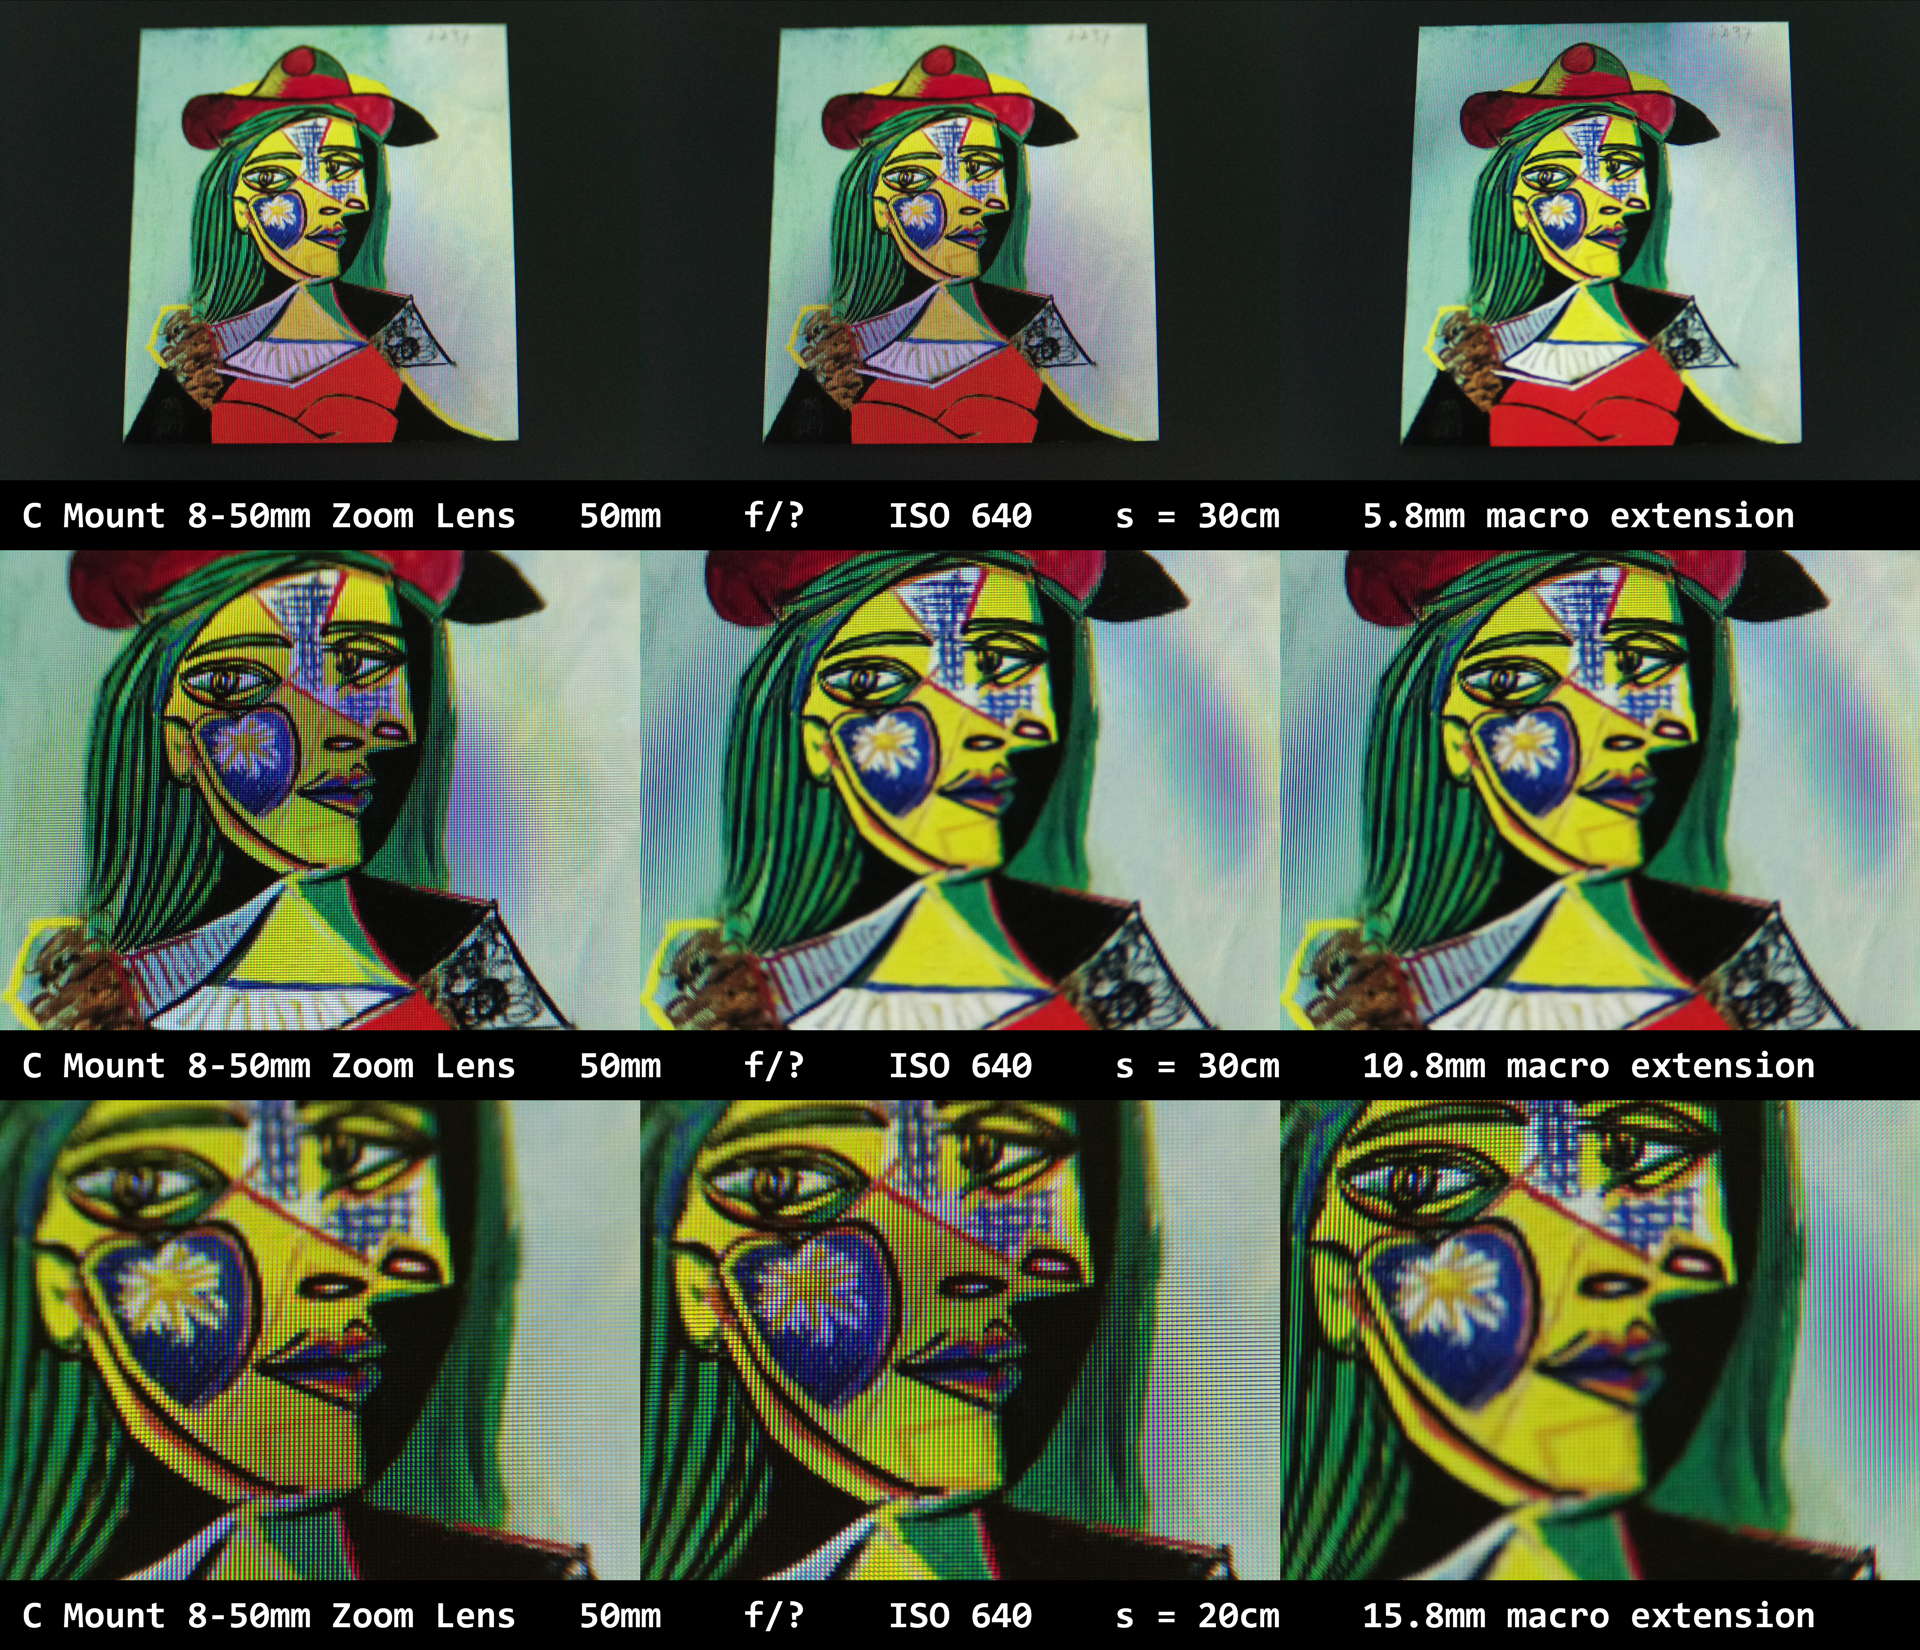 C Mount 8-50mm Zoom Lens 50mm f/? ISO 640 s = 30cm 5.8mm macro extension
C Mount 8-50mm Zoom Lens 50mm f/? ISO 640 s = 30cm 10.8mm macro extension
C Mount 8-50mm Zoom Lens 50mm f/? ISO 640 s = 20cm 15.8mm macro extension